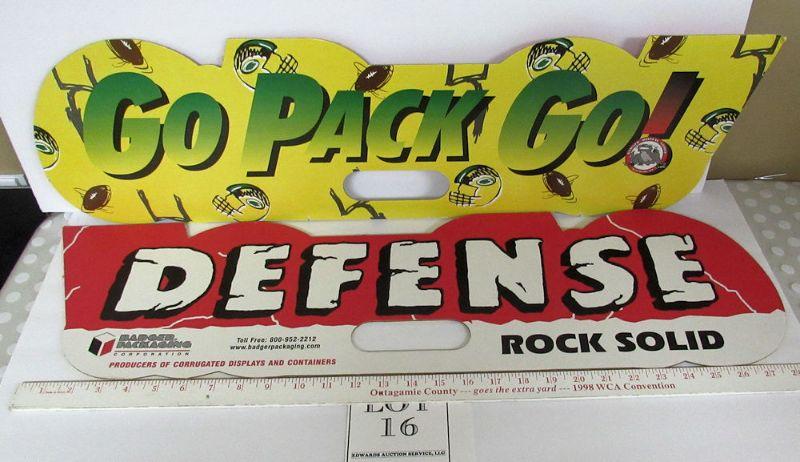 GO PACK GO!
DEFENSE
ROCK SOLID
BADGER PACKAGING
CORPORATION
Toll Free: 800-952-2212
www.badgerpackaging.com
PRODUCERS OF CORRUGATED DISPLAYS AND CONTAINERS
Outagamie County --- goes the extra yard --- 1998 WCA Convention
LOT
16
EDWARDS AUCTION SERVICE, LLC